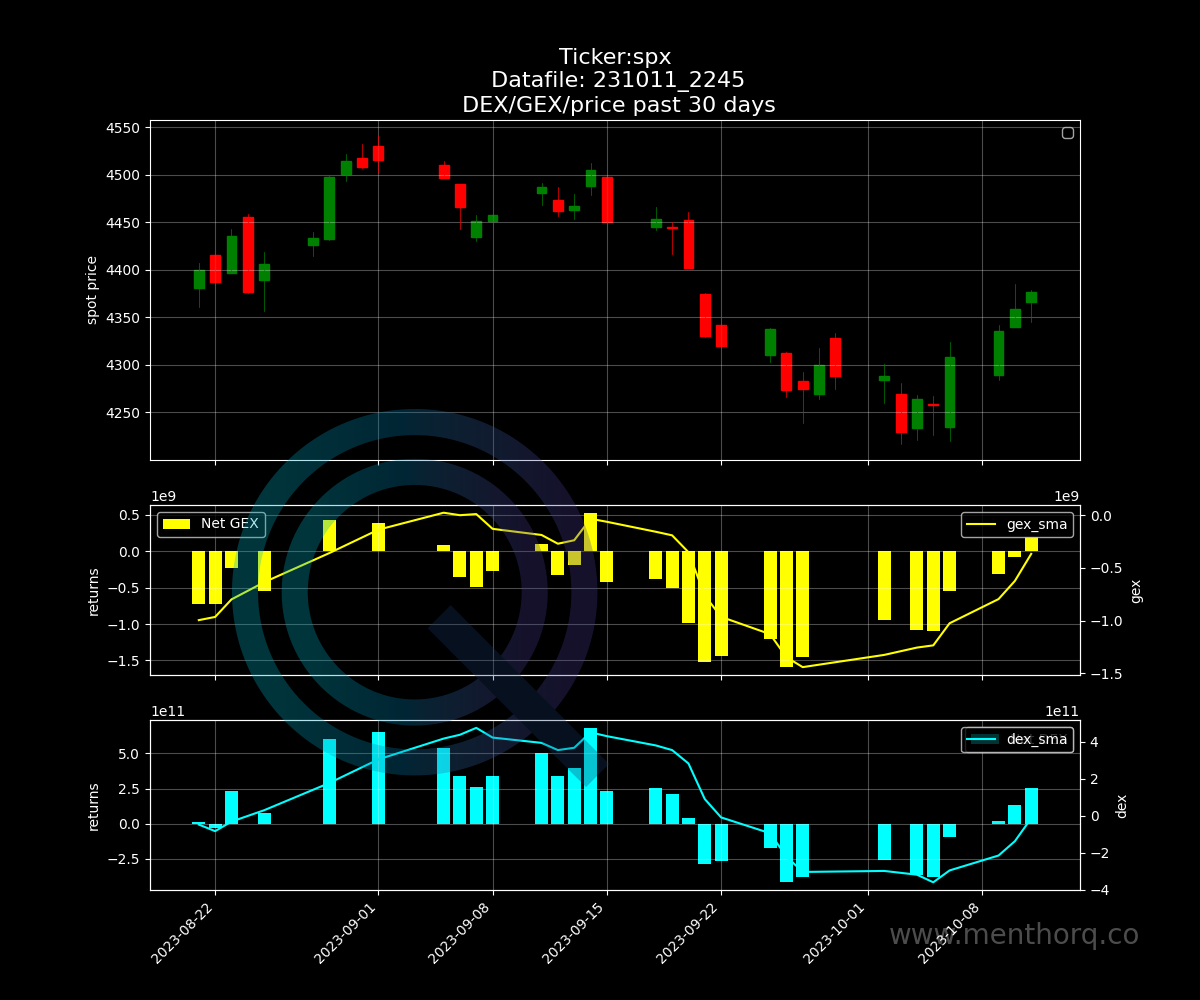 Ticker:spx
Datafile: 231011_2245
DEX/GEX/price past 30 days
4550
4500
4450
4400
4350
4300
4250
spot price
1e9
1e9
Net GEX
gex_sma
0.5
0.0
−0.5
−1.0
−1.5
returns
0.0
−0.5
−1.0
−1.5
gex
1e11
1e11
dex_sma
5.0
2.5
0.0
−2.5
returns
4
2
0
−2
−4
dex
2023-08-22
2023-09-01
2023-09-08
2023-09-15
2023-09-22
2023-10-01
2023-10-08
www.menthorq.co